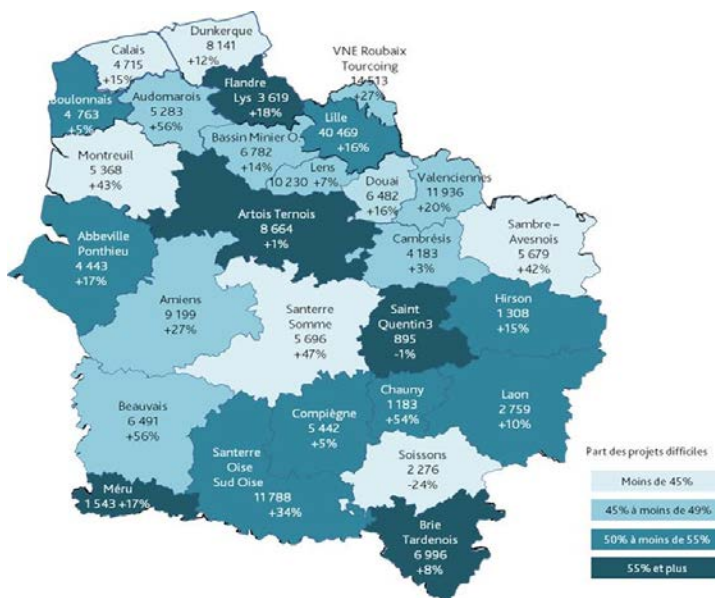 Dunkerque
8 141
+12%
Calais
4 715
+15%
VNE Roubaix
Tourcoing
14 513
+27%
Boulonnais
4 763
+5%
Audomarois
5 283
+56%
Flandre
Lys 3 619
+18%
Lille
40 469
+16%
Bassin Minier O.
6 782
+14%
Montreuil
5 368
+43%
Lens
10 230 +7%
Douai
6 482
+16%
Valenciennes
11 936
+20%
Artois Ternois
8 664
+1%
Sambre –
Avesnois
5 679
+42%
Abbeville
Ponthieu
4 443
+17%
Cambrésis
4 183
+3%
Amiens
9 199
+27%
Santerre
Somme
5 696
+47%
Saint
Quentin3
895
-1%
Hirson
1 308
+15%
Beauvais
6 491
+56%
Compiègne
5 442
+5%
Chauny
1 183
+54%
Laon
2 759
+10%
Santerre
Oise
Sud Oise
11 788
+34%
Soissons
2 276
-24%
Méru
1 543 +17%
Brie
Tardenois
6 996
+8%
Part des projets difficiles
Moins de 45%
45% à moins de 49%
50% à moins de 55%
55% et plus